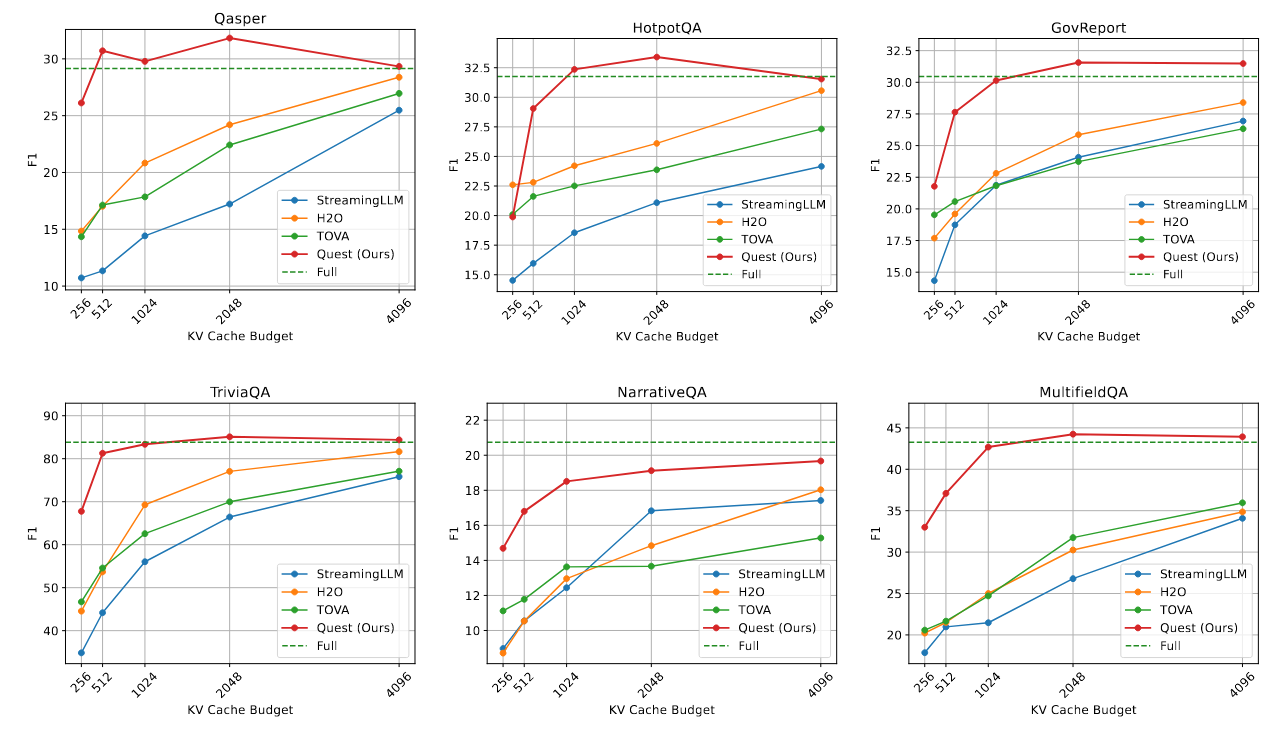 Qasper
30
25
20
15
10
F1
StreamingLLM
H2O
TOVA
Quest (Ours)
Full
256
512
1024
2048
4096
KV Cache Budget
HotpotQA
32.5
30.0
27.5
25.0
22.5
20.0
17.5
15.0
F1
StreamingLLM
H2O
TOVA
Quest (Ours)
Full
256
512
1024
2048
4096
KV Cache Budget
GovReport
32.5
30.0
27.5
25.0
22.5
20.0
17.5
15.0
F1
StreamingLLM
H2O
TOVA
Quest (Ours)
Full
256
512
1024
2048
4096
KV Cache Budget
TriviaQA
90
80
70
60
50
40
F1
StreamingLLM
H2O
TOVA
Quest (Ours)
Full
256
512
1024
2048
4096
KV Cache Budget
NarrativeQA
22
20
18
16
14
12
10
F1
StreamingLLM
H2O
TOVA
Quest (Ours)
Full
256
512
1024
2048
4096
KV Cache Budget
MultifieldQA
45
40
35
30
25
20
F1
StreamingLLM
H2O
TOVA
Quest (Ours)
Full
256
512
1024
2048
4096
KV Cache Budget